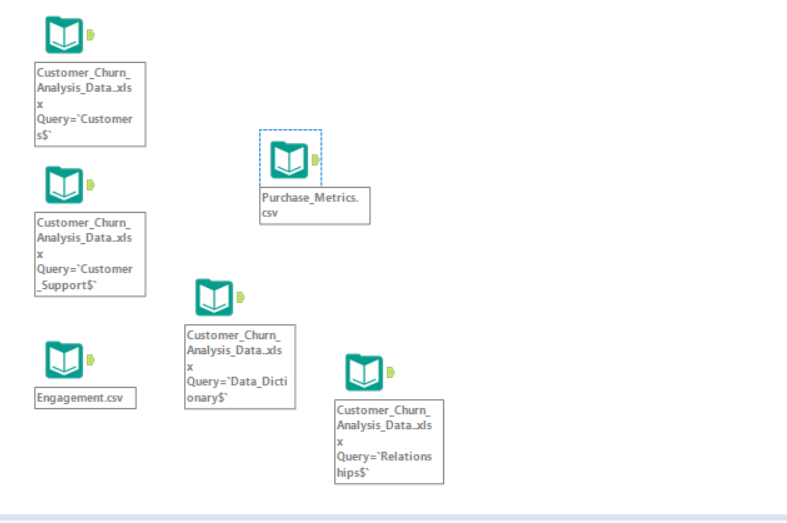 Customer_Churn_
Analysis_Data..xls
x
Query=`Customer
s$`
Customer_Churn_
Analysis_Data..xls
x
Query=`Customer
_Support$`
Purchase_Metrics.
csv
Customer_Churn_
Analysis_Data..xls
x
Query=`Data_Dicti
onary$`
Engagement.csv
Customer_Churn_
Analysis_Data..xls
x
Query=`Relations
hips$`